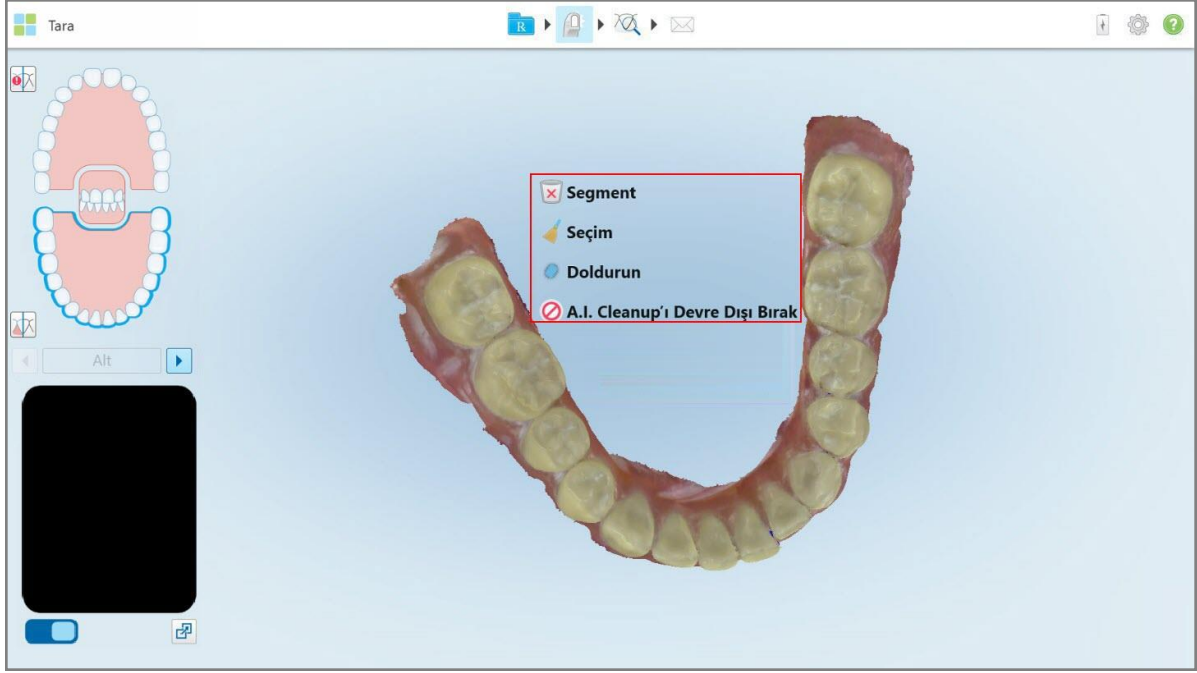 Tara
R
Segment
Seçim
Doldurun
A.I. Cleanup'ı Devre Dışı Bırak
Alt